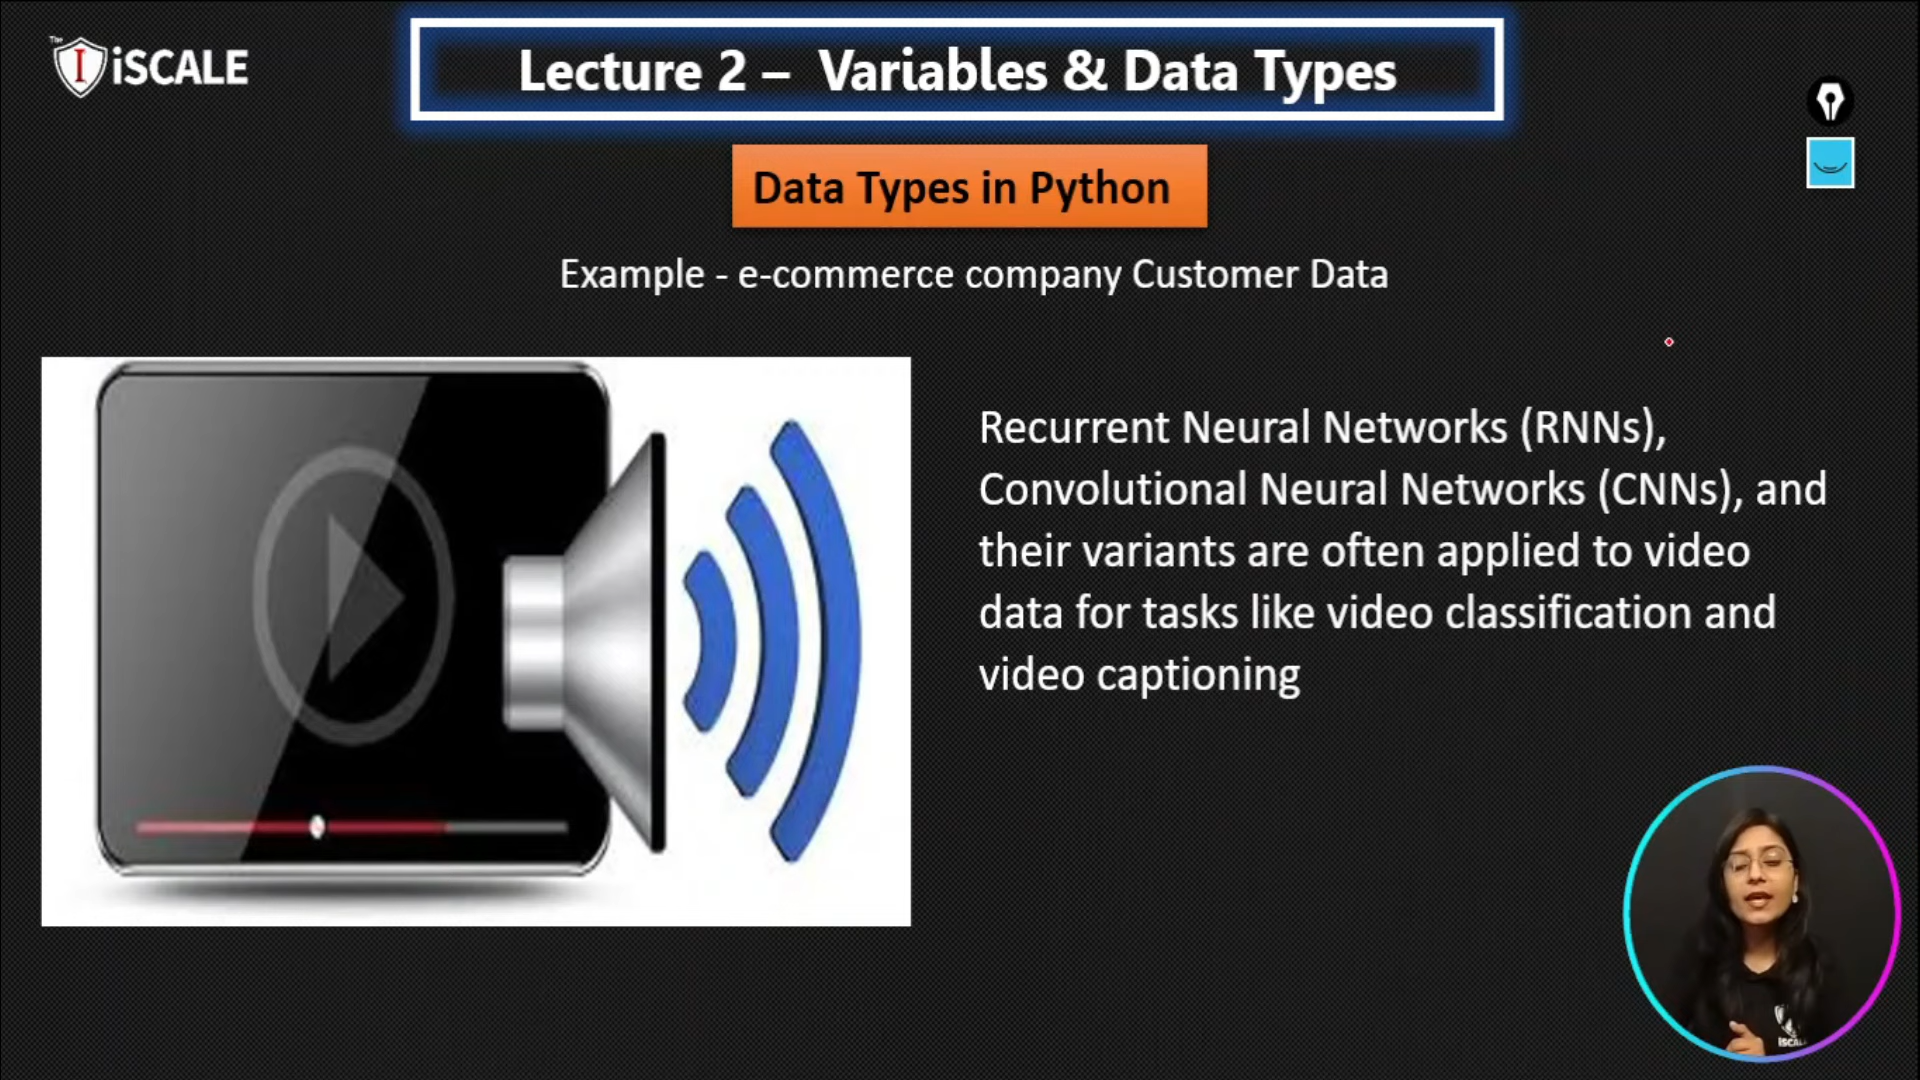 The
I
iSCALE
Lecture 2 – Variables & Data Types
Data Types in Python
Example - e-commerce company Customer Data
Recurrent Neural Networks (RNNs),
Convolutional Neural Networks (CNNs), and
their variants are often applied to video
data for tasks like video classification and
video captioning